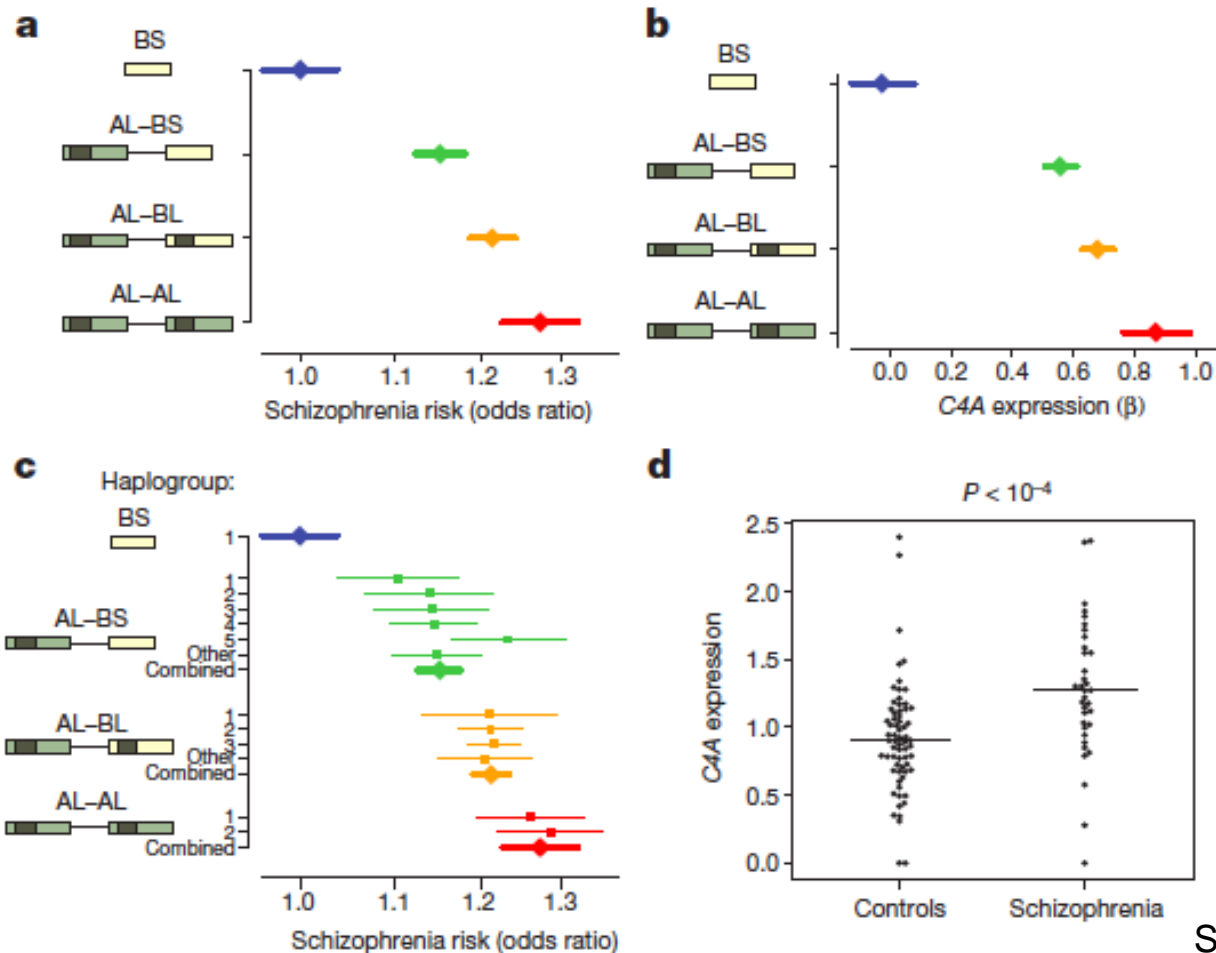 a
BS
AL–BS
AL–BL
AL–AL
1.0 1.1 1.2 1.3
Schizophrenia risk (odds ratio)
b
BS
AL–BS
AL–BL
AL–AL
0.0 0.2 0.4 0.6 0.8 1.0
C4A expression (β)
c
Haplogroup:
BS
1
AL–BS
1
2
3
4
5
Other
Combined
AL–BL
1
2
3
Other
Combined
AL–AL
1
2
Combined
1.0 1.1 1.2 1.3
Schizophrenia risk (odds ratio)
d
P < 10⁻⁴
C4A expression
2.5
2.0
1.5
1.0
0.5
0.0
Controls Schizophrenia
S